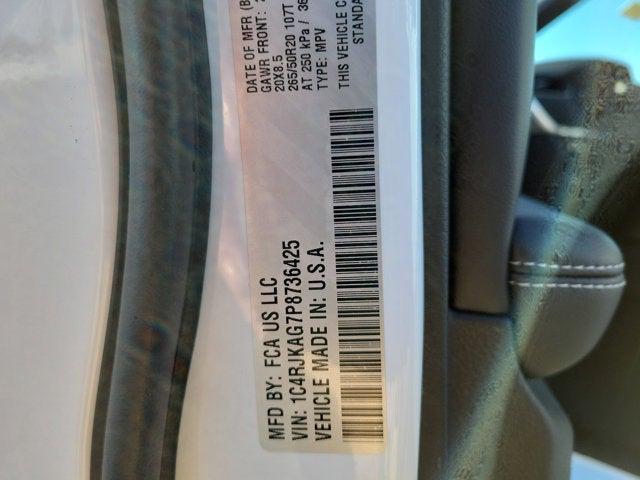 MFD BY: FCA US LLC
VIN: 1C4RJKAG7P8736425
VEHICLE MADE IN: U.S.A.
DATE OF MFR
GAWR FRONT:
20X8.5
265/50R20 107T
AT 250 kPa / 36
TYPE: MPV
THIS VEHICLE